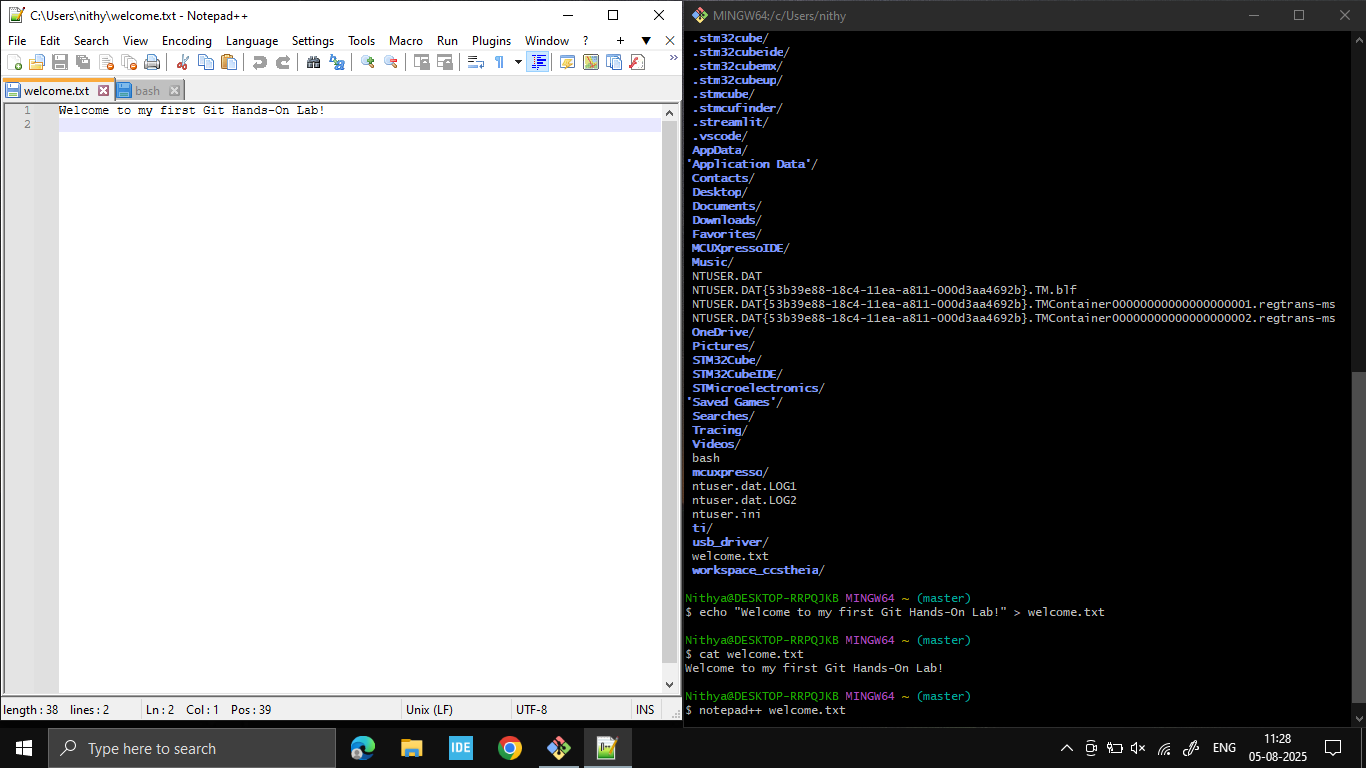 C:\Users\nithy\welcome.txt - Notepad++
File Edit Search View Encoding Language Settings Tools Macro Run Plugins Window ? + ▼ X
welcome.txt bash
1 Welcome to my first Git Hands-On Lab!
2
length : 38 lines : 2 Ln : 2 Col : 1 Pos : 39 Unix (LF) UTF-8 INS
MINGW64:/c/Users/nithy
.stm32cube/
.stm32cubeide/
.stm32cubemx/
.stm32cubeup/
.stmcube/
.stmcufinder/
.streamlit/
.vscode/
AppData/
'Application Data'/
Contacts/
Desktop/
Documents/
Downloads/
Favorites/
MCUXpressoIDE/
Music/
NTUSER.DAT
NTUSER.DAT{53b39e88-18c4-11ea-a811-000d3aa4692b}.TM.blf
NTUSER.DAT{53b39e88-18c4-11ea-a811-000d3aa4692b}.TMContainer00000000000000000001.regtrans-ms
NTUSER.DAT{53b39e88-18c4-11ea-a811-000d3aa4692b}.TMContainer00000000000000000002.regtrans-ms
OneDrive/
Pictures/
STM32Cube/
STM32CubeIDE/
STMicroelectronics/
'Saved Games'/
Searches/
Tracing/
Videos/
bash
mcuxpresso/
ntuser.dat.LOG1
ntuser.dat.LOG2
ntuser.ini
ti/
usb_driver/
welcome.txt
workspace_ccstheia/
Nithya@DESKTOP-RRPQJKB MINGW64 ~ (master)
$ echo "Welcome to my first Git Hands-On Lab!" > welcome.txt
Nithya@DESKTOP-RRPQJKB MINGW64 ~ (master)
$ cat welcome.txt
Welcome to my first Git Hands-On Lab!
Nithya@DESKTOP-RRPQJKB MINGW64 ~ (master)
$ notepad++ welcome.txt
Type here to search
IDE
ENG
11:28
05-08-2025